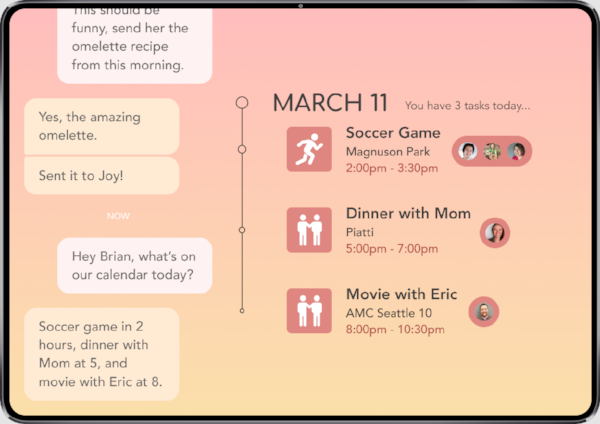 This should be
funny, send her the
omelette recipe
from this morning.
Yes, the amazing
omelette.
Sent it to Joy!
NOW
Hey Brian, what's on
our calendar today?
Soccer game in 2
hours, dinner with
Mom at 5, and
movie with Eric at 8.
MARCH 11
You have 3 tasks today...
Soccer Game
Magnuson Park
2:00pm - 3:30pm
Dinner with Mom
Piatti
5:00pm - 7:00pm
Movie with Eric
AMC Seattle 10
8:00pm - 10:30pm